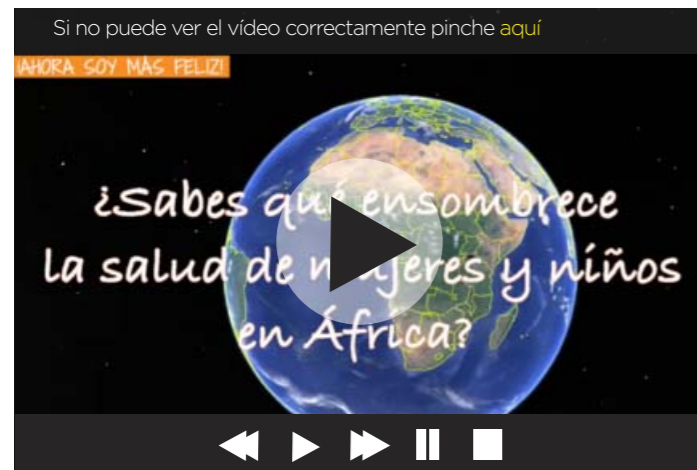 Si no puede ver el vídeo correctamente pinche aquí
¡AHORA SOY MÁS FELIZ!
¿Sabes qué ensombrece
la salud de mujeres y niños
en África?